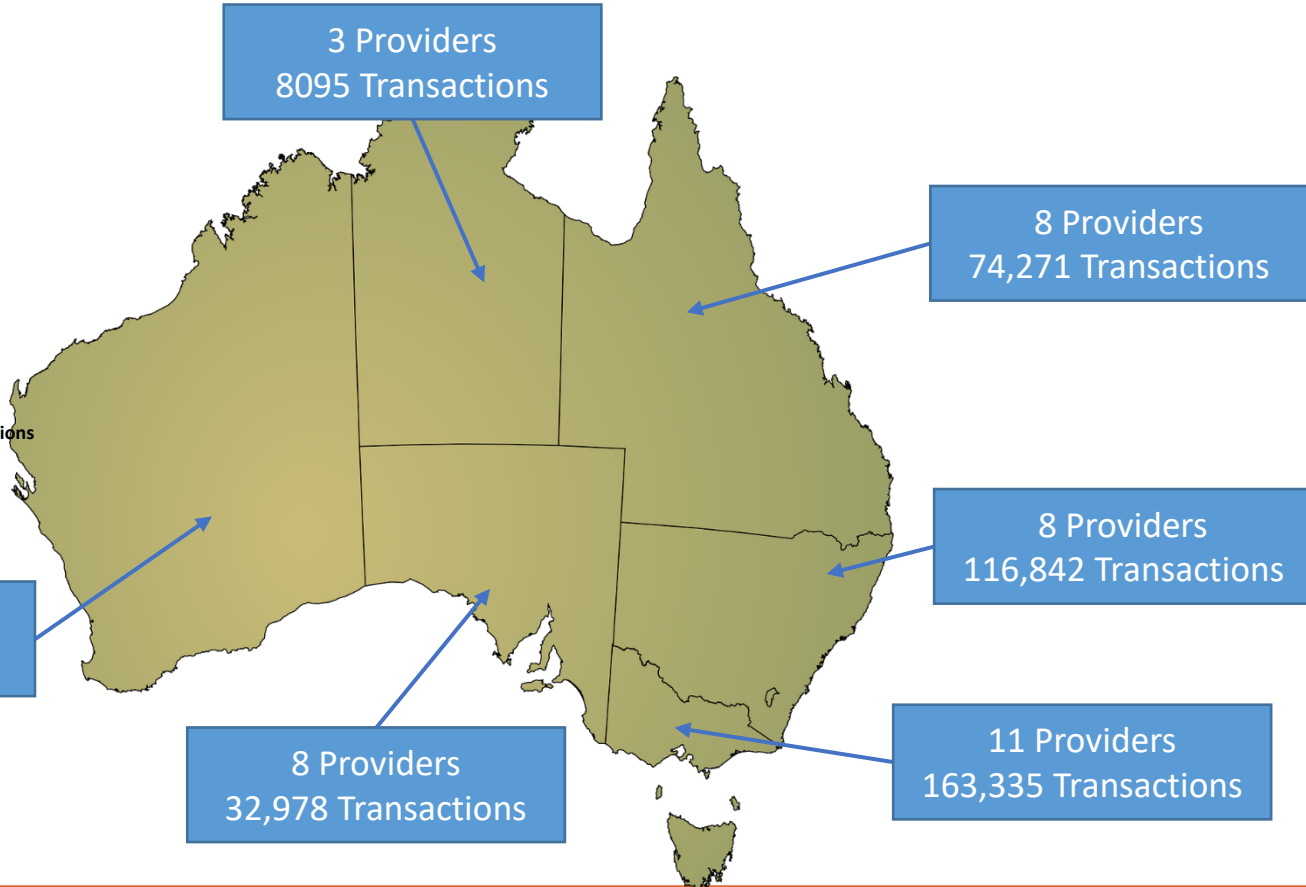 3 Providers
8095 Transactions
8 Providers
74,271 Transactions
8 Providers
116,842 Transactions
8 Providers
32,978 Transactions
11 Providers
163,335 Transactions